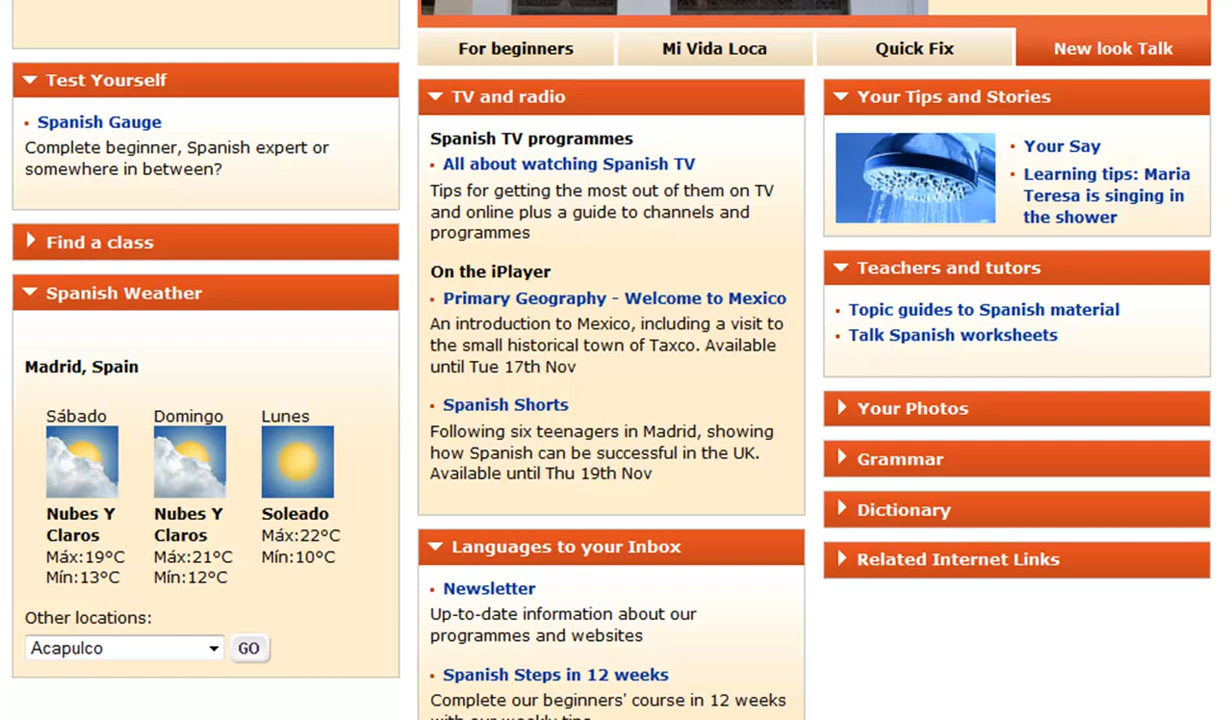 For beginners
Mi Vida Loca
Quick Fix
New look Talk
Test Yourself
Spanish Gauge
Complete beginner, Spanish expert or
somewhere in between?
Find a class
Spanish Weather
Madrid, Spain
Sábado Domingo Lunes
Nubes Y Nubes Y Soleado
Claros Claros Máx:22°C
Máx:19°C Máx:21°C Mín:10°C
Mín:13°C Mín:12°C
Other locations:
Acapulco GO
TV and radio
Spanish TV programmes
All about watching Spanish TV
Tips for getting the most out of them on TV
and online plus a guide to channels and
programmes
On the iPlayer
Primary Geography - Welcome to Mexico
An introduction to Mexico, including a visit to
the small historical town of Taxco. Available
until Tue 17th Nov
Spanish Shorts
Following six teenagers in Madrid, showing
how Spanish can be successful in the UK.
Available until Thu 19th Nov
Languages to your Inbox
Newsletter
Up-to-date information about our
programmes and websites
Spanish Steps in 12 weeks
Complete our beginners' course in 12 weeks
with our weekly tips
Your Tips and Stories
Your Say
Learning tips: Maria
Teresa is singing in
the shower
Teachers and tutors
Topic guides to Spanish material
Talk Spanish worksheets
Your Photos
Grammar
Dictionary
Related Internet Links